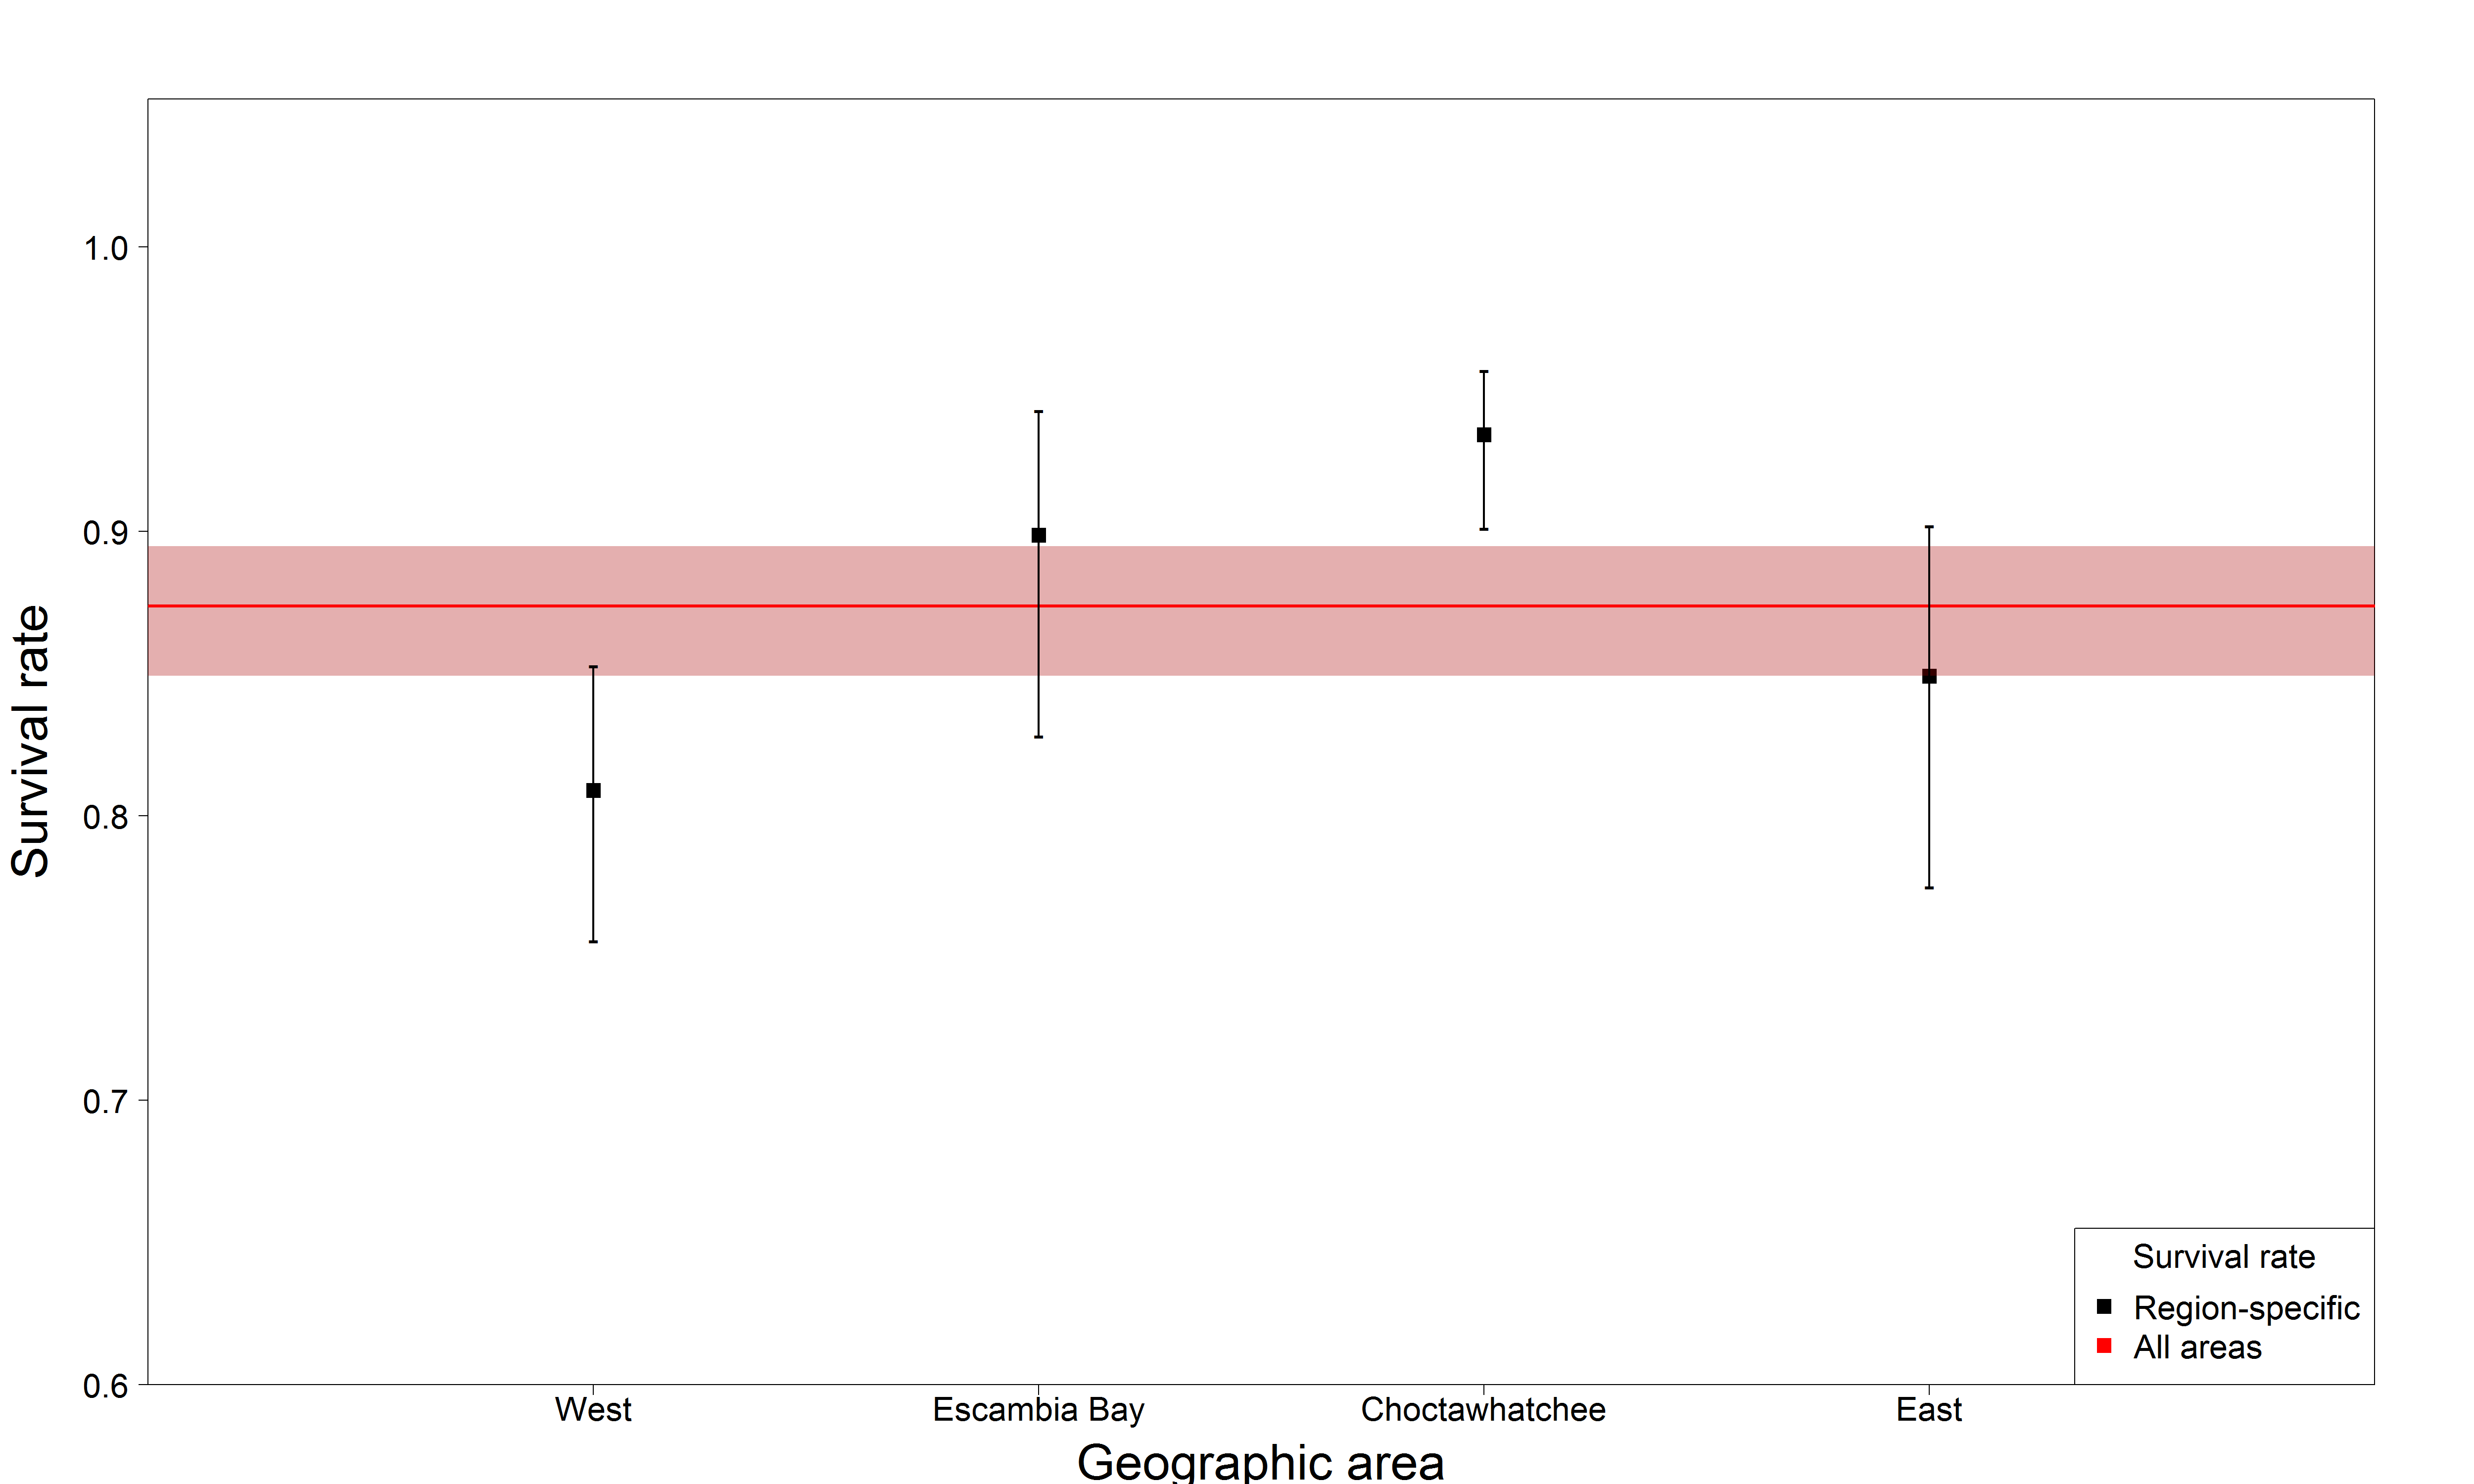 Survival rate
1.0
0.9
0.8
0.7
0.6
West
Escambia Bay
Choctawhatchee
East
Geographic area
Survival rate
Region-specific
All areas